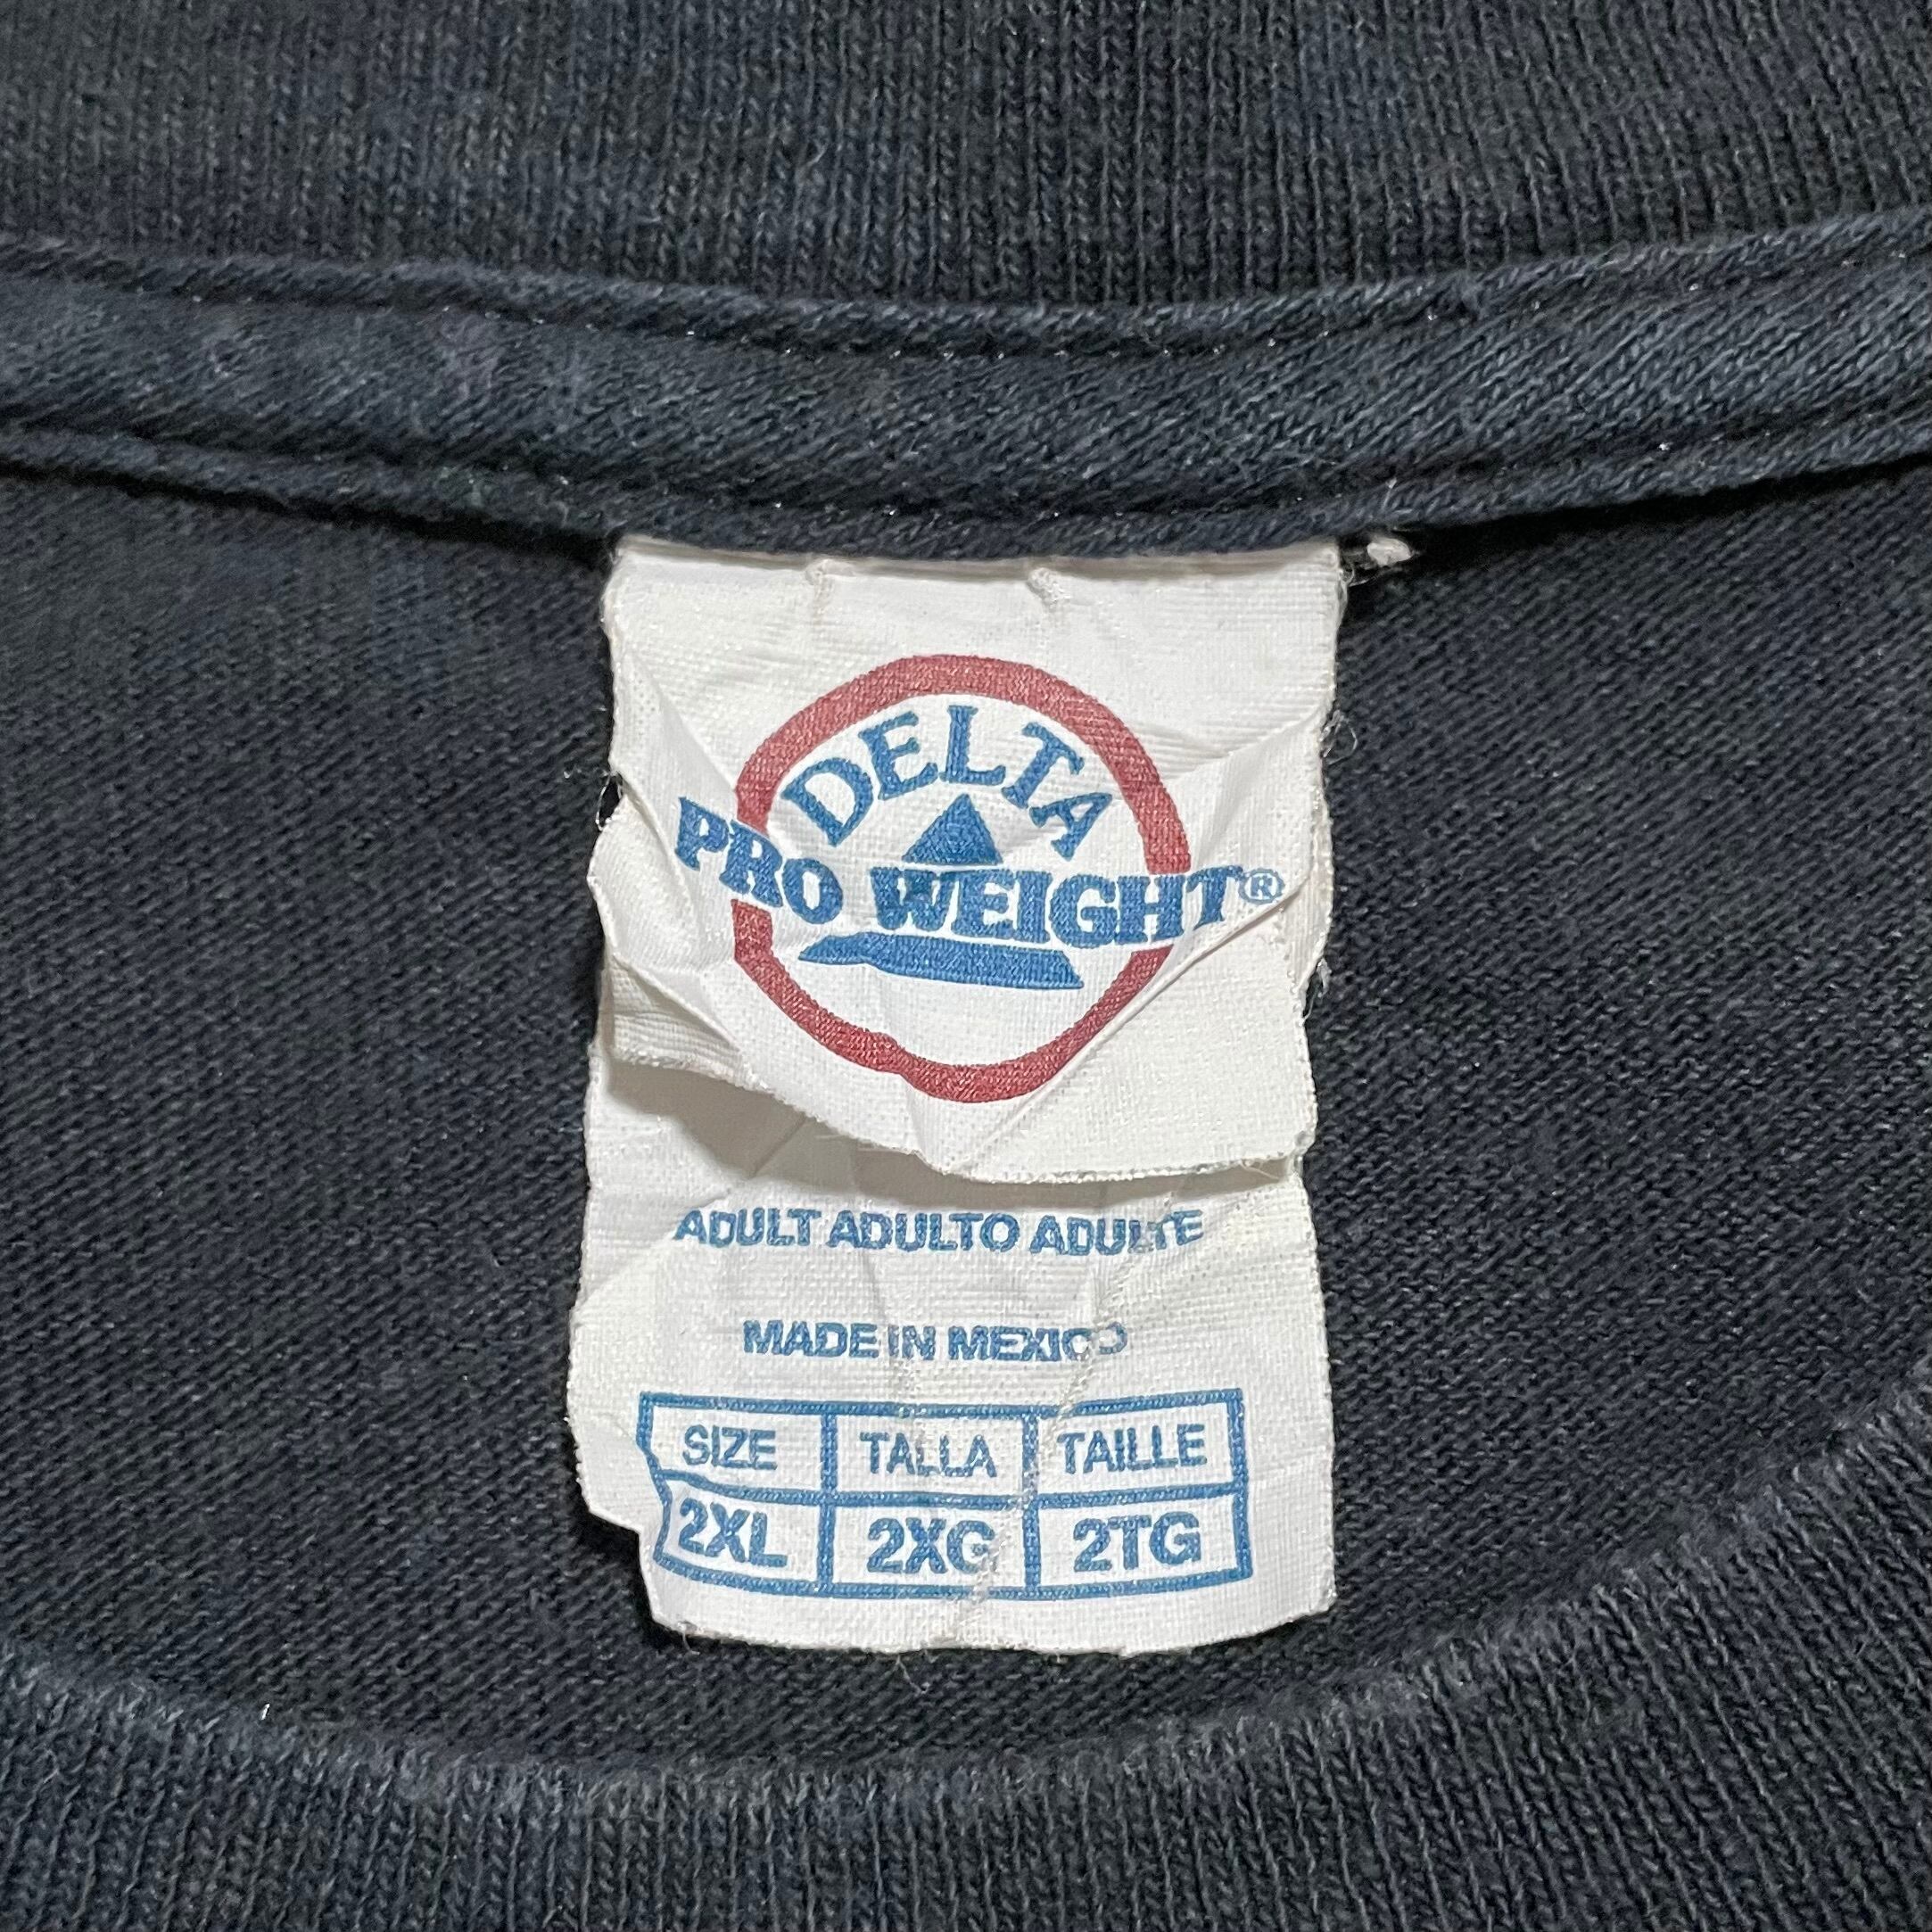 DELTA
PRO WEIGHT®
ADULT ADULTO ADULTE
MADE IN MEXICO
SIZE TALLA TAILLE
2XL 2XG 2TG